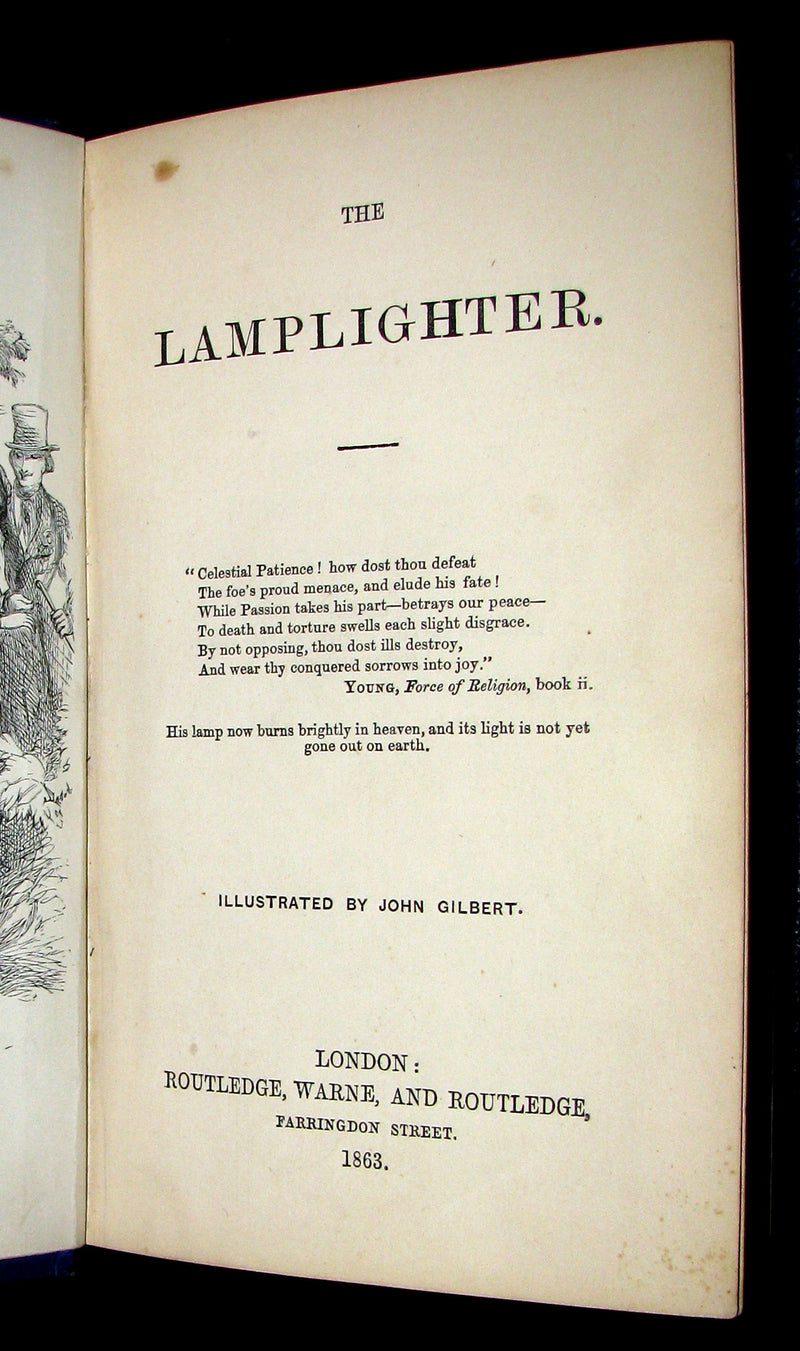 THE
LAMPLIGHTER.
“Celestial Patience! how dost thou defeat
The foe's proud menace, and elude his fate!
While Passion takes his part—betrays our peace—
To death and torture swells each slight disgrace.
By not opposing, thou dost ills destroy,
And wear thy conquered sorrows into joy.”
YOUNG, Force of Religion, book ii.
His lamp now burns brightly in heaven, and its light is not yet
gone out on earth.
ILLUSTRATED BY JOHN GILBERT.
LONDON:
ROUTLEDGE, WARNE, AND ROUTLEDGE,
FARRINGDON STREET.
1863.